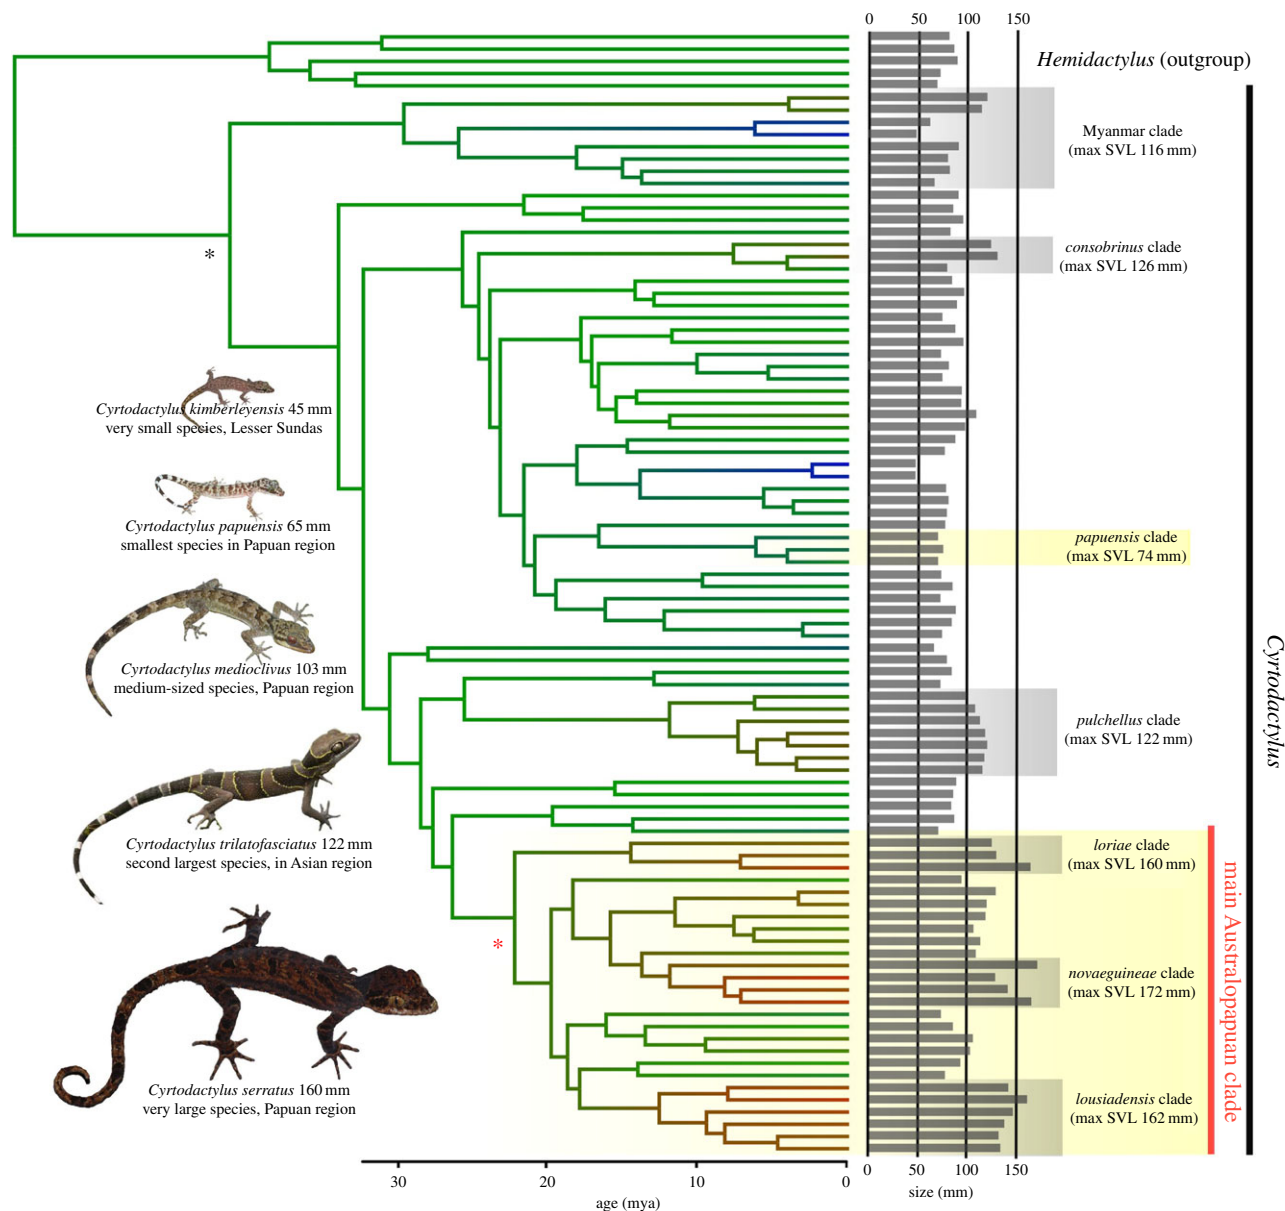 0 50 100 150
Hemidactylus (outgroup)
Myanmar clade
(max SVL 116 mm)
consobrinus clade
(max SVL 126 mm)
*
Cyrtodactylus kimberleyensis 45 mm
very small species, Lesser Sundas
Cyrtodactylus papuensis 65 mm
smallest species in Papuan region
papuensis clade
(max SVL 74 mm)
Cyrtodactylus medioclivus 103 mm
medium-sized species, Papuan region
Cyrtodactylus
pulchellus clade
(max SVL 122 mm)
Cyrtodactylus trilatofasciatus 122 mm
second largest species, in Asian region
loriae clade
(max SVL 160 mm)
*
novaeguineae clade
(max SVL 172 mm)
main Australopapuan clade
Cyrtodactylus serratus 160 mm
very large species, Papuan region
lousiadensis clade
(max SVL 162 mm)
30 20 10 0
age (mya)
0 50 100 150
size (mm)